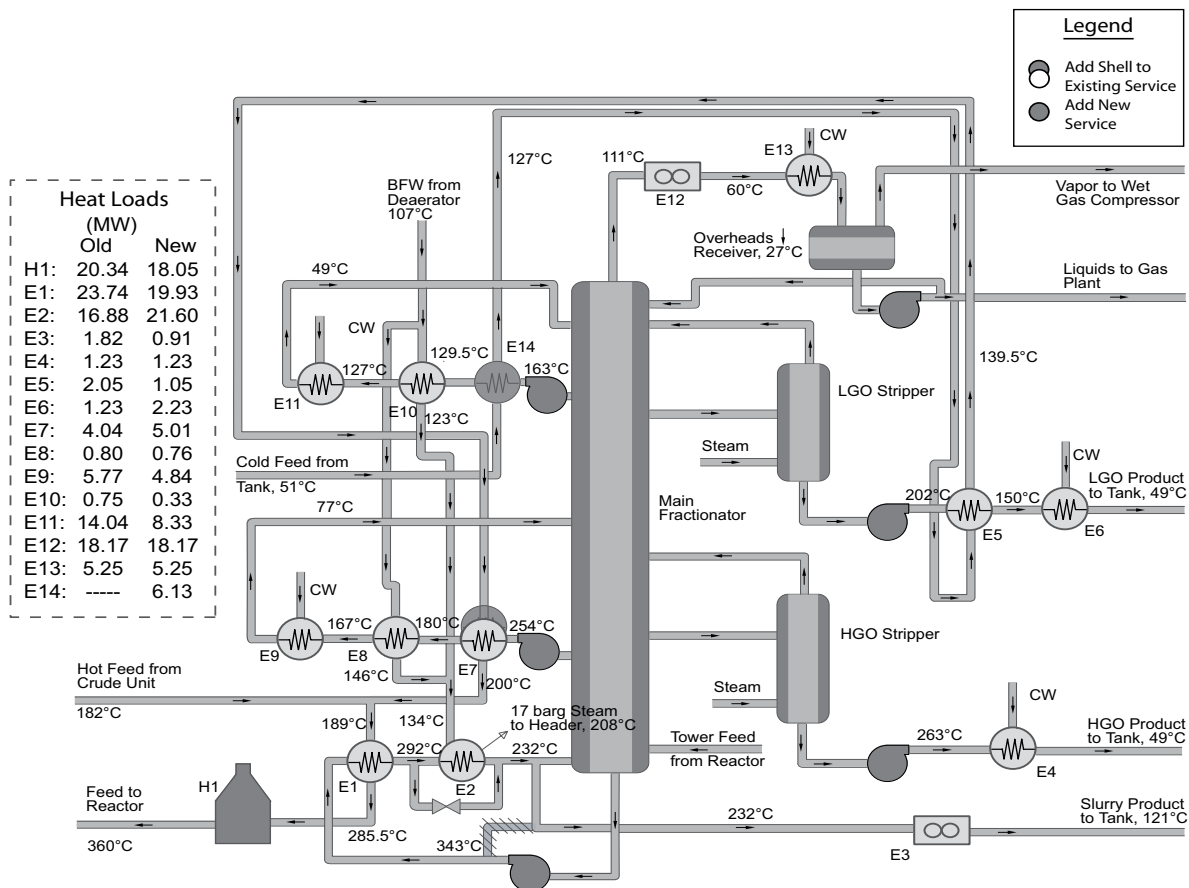 Legend
Add Shell to
Existing Service
Add New
Service
Heat Loads
(MW)
Old New
H1: 20.34 18.05
E1: 23.74 19.93
E2: 16.88 21.60
E3: 1.82 0.91
E4: 1.23 1.23
E5: 2.05 1.05
E6: 1.23 2.23
E7: 4.04 5.01
E8: 0.80 0.76
E9: 5.77 4.84
E10: 0.75 0.33
E11: 14.04 8.33
E12: 18.17 18.17
E13: 5.25 5.25
E14: ----- 6.13
CW
E13
111°C
127°C
E12
60°C
Vapor to Wet
Gas Compressor
BFW from
Deaerator
107°C
Overheads
Receiver, 27°C
49°C
Liquids to Gas
Plant
CW
129.5°C
E14
127°C
163°C
139.5°C
E11
E10
123°C
LGO Stripper
Steam
Cold Feed from
Tank, 51°C
CW
LGO Product
to Tank, 49°C
202°C
150°C
E5
E6
77°C
Main
Fractionator
CW
167°C
180°C
254°C
E9
E8
E7
146°C
200°C
HGO Stripper
Steam
Hot Feed from
Crude Unit
182°C
189°C
134°C
17 barg Steam
to Header, 208°C
CW
292°C
232°C
E1
E2
Tower Feed
from Reactor
263°C
HGO Product
to Tank, 49°C
E4
H1
Feed to
Reactor
360°C
285.5°C
343°C
232°C
E3
Slurry Product
to Tank, 121°C